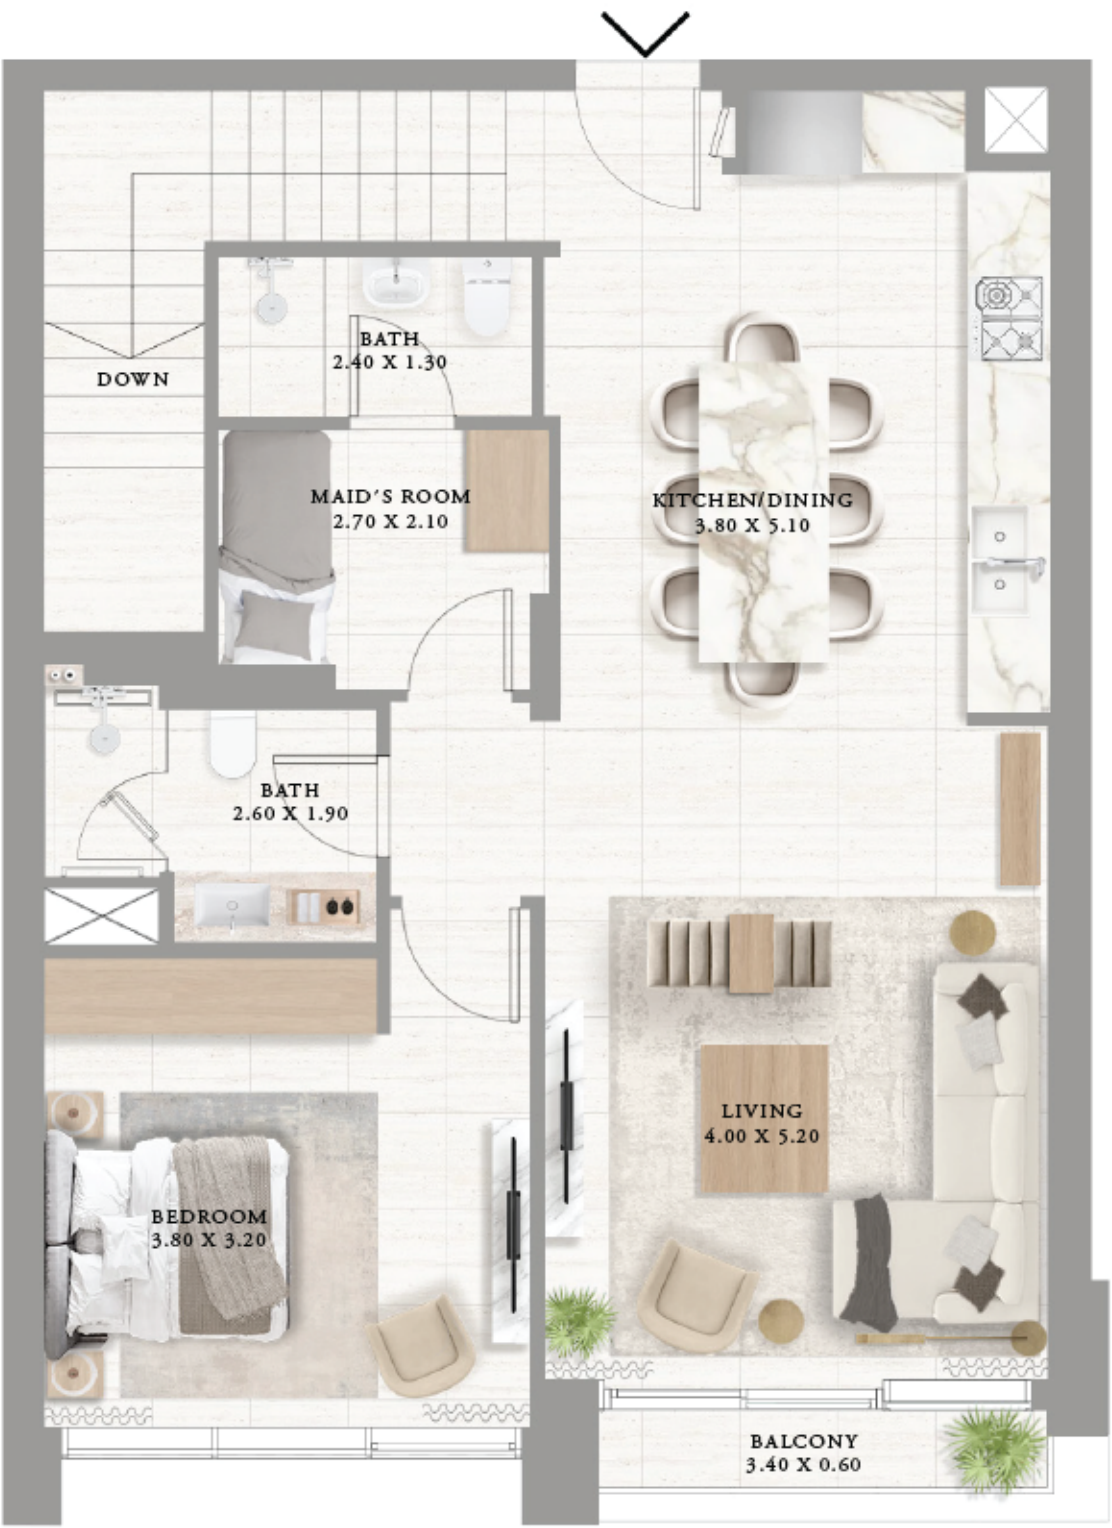 BATH
2.40 X 1.30
DOWN
MAID'S ROOM
2.70 X 2.10
KITCHEN/DINING
3.80 X 5.10
BATH
2.60 X 1.90
LIVING
4.00 X 5.20
BEDROOM
3.80 X 3.20
BALCONY
3.40 X 0.60